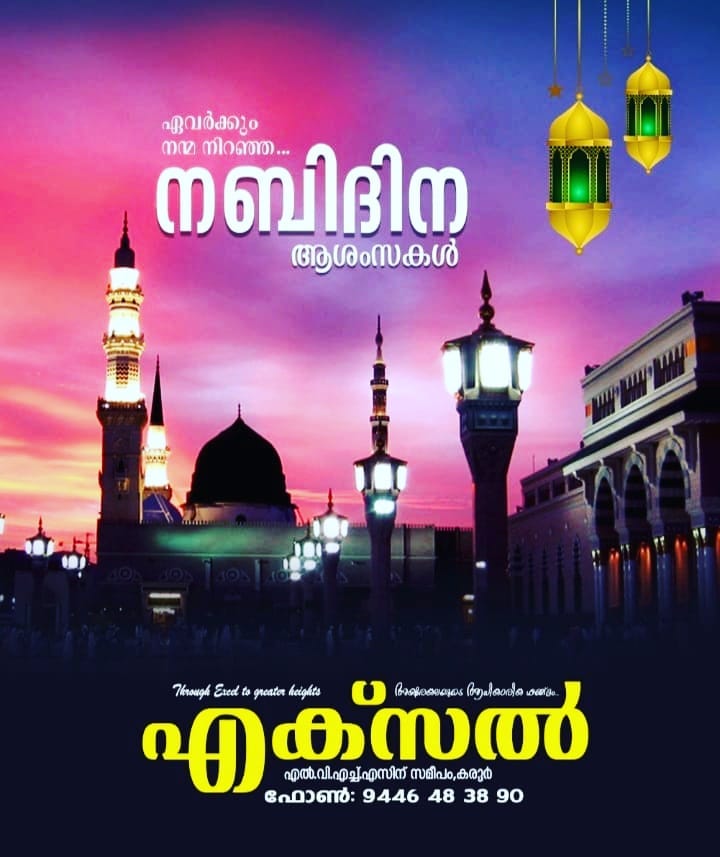 ഏവർക്കും
നന്മ നിറഞ്ഞ...
നബിദിന
ആശംസകൾ
Through Excel to greater heights
എക്സൽ
എൽ.വി.എച്ച്.എസിന് സമീപം,കരൂർ
ഫോൺ: 9446 48 38 90